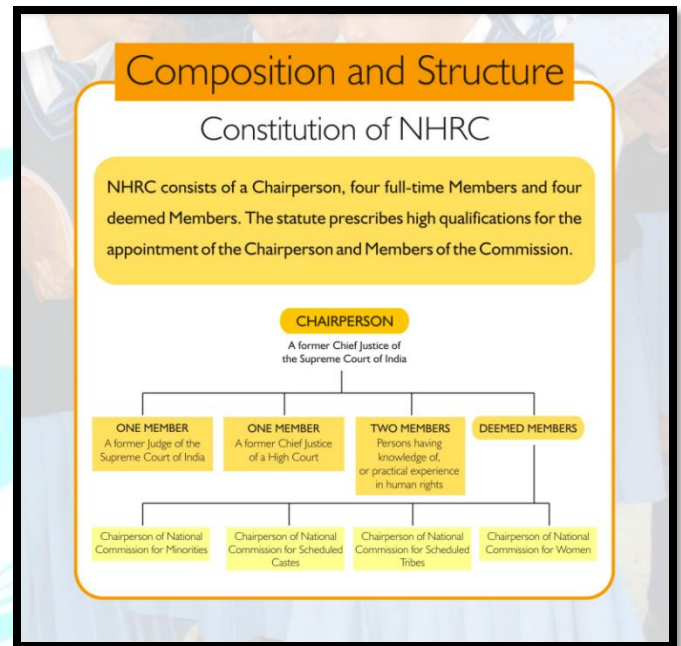 Composition and Structure
Constitution of NHRC
NHRC consists of a Chairperson, four full-time Members and four
deemed Members. The statute prescribes high qualifications for the
appointment of the Chairperson and Members of the Commission.
CHAIRPERSON
A former Chief Justice of
the Supreme Court of India
ONE MEMBER
A former Judge of the
Supreme Court of India
ONE MEMBER
A former Chief Justice
of a High Court
TWO MEMBERS
Persons having
knowledge of,
or practical experience
in human rights
DEEMED MEMBERS
Chairperson of National
Commission for Minorities
Chairperson of National
Commission for Scheduled
Castes
Chairperson of National
Commission for Scheduled
Tribes
Chairperson of National
Commission for Women